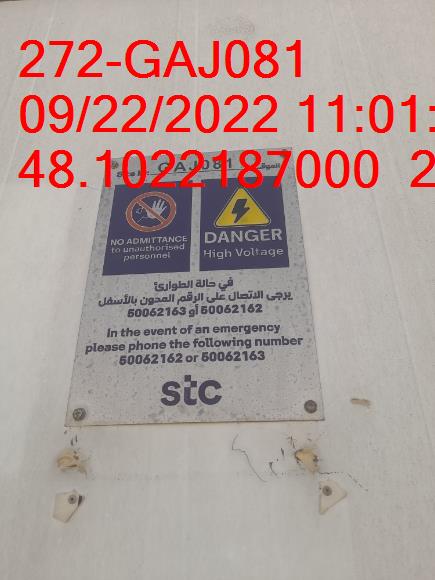 272-GAJ081
09/22/2022 11:01:
48.1022187000 2
GAJ081
NO ADMITTANCE
to unauthorised
personnel
DANGER
High Voltage
في حالة الطوارئ
يرجى الاتصال على الرقم المدون بالأسفل
50062162 أو 50062163
In the event of an emergency
please phone the following number
50062162 or 50062163
stc